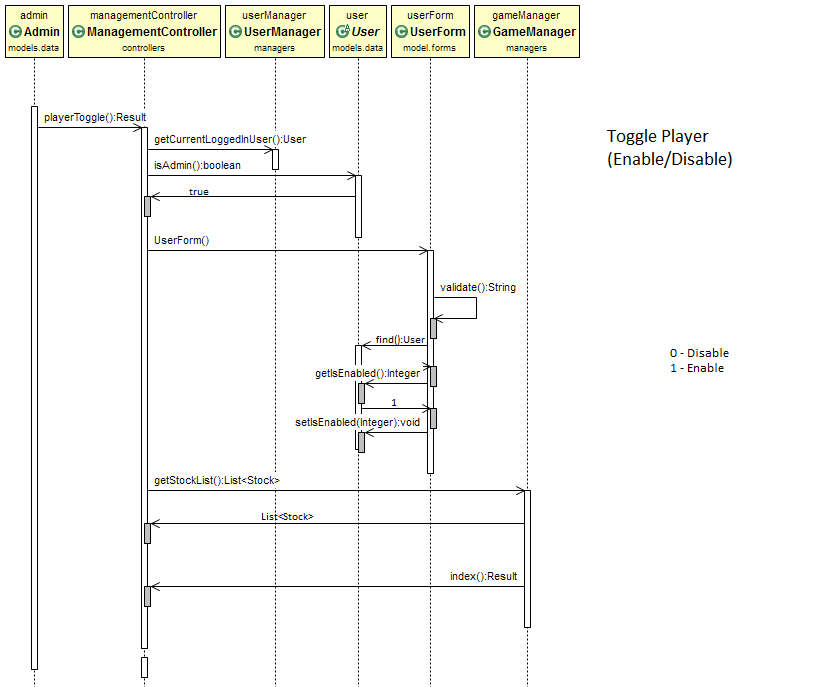 admin
managementController
userManager
user
userForm
gameManager
C Admin
C ManagementController
C UserManager
C A User
C UserForm
C GameManager
models.data
controllers
managers
models.data
model.forms
managers
playerToggle():Result
Toggle Player
(Enable/Disable)
getCurrentLoggedInUser():User
isAdmin():boolean
true
UserForm()
validate():String
find():User
0 - Disable
1 - Enable
getIsEnabled():Integer
1
setIsEnabled(Integer):void
getStockList():List<Stock>
List<Stock>
index():Result